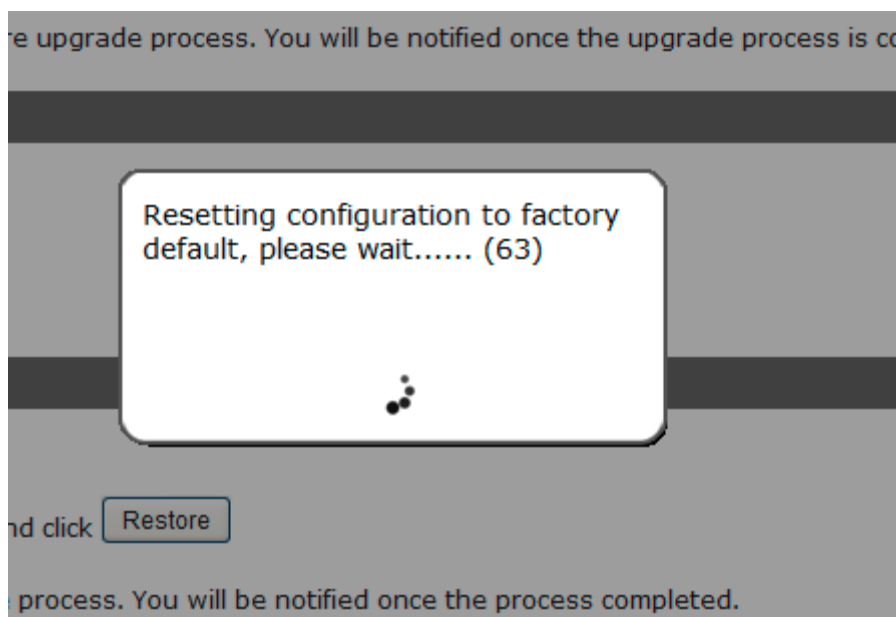 re upgrade process. You will be notified once the upgrade process is co
Resetting configuration to factory
default, please wait...... (63)
nd click Restore
process. You will be notified once the process completed.